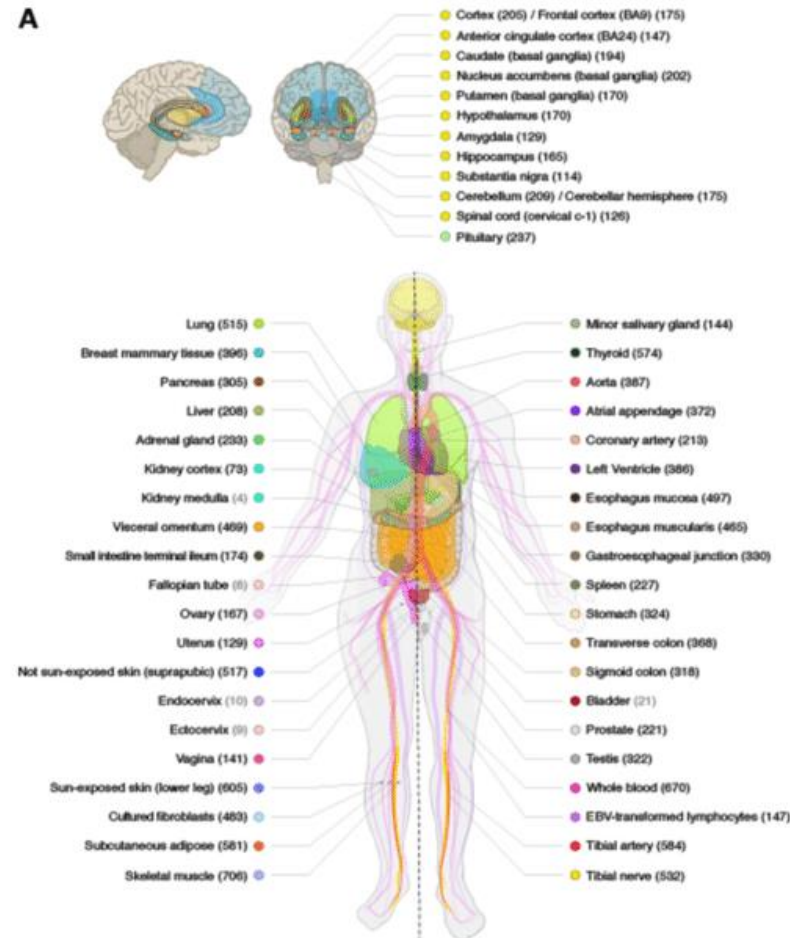 A
Cortex (205) / Frontal cortex (BA9) (175)
Anterior cingulate cortex (BA24) (147)
Caudate (basal ganglia) (194)
Nucleus accumbens (basal ganglia) (202)
Putamen (basal ganglia) (170)
Hypothalamus (170)
Amygdala (129)
Hippocampus (165)
Substantia nigra (114)
Cerebellum (209) / Cerebellar hemisphere (175)
Spinal cord (cervical c-1) (126)
Pituitary (237)
Lung (515)
Breast mammary tissue (396)
Pancreas (305)
Liver (208)
Adrenal gland (233)
Kidney cortex (73)
Kidney medulla (4)
Visceral omentum (469)
Small intestine terminal ileum (174)
Fallopian tube (8)
Ovary (167)
Uterus (129)
Not sun-exposed skin (suprapubic) (517)
Endocervix (10)
Ectocervix (9)
Vagina (141)
Sun-exposed skin (lower leg) (605)
Cultured fibroblasts (483)
Subcutaneous adipose (581)
Skeletal muscle (706)
Minor salivary gland (144)
Thyroid (574)
Aorta (387)
Atrial appendage (372)
Coronary artery (213)
Left Ventricle (386)
Esophagus mucosa (497)
Esophagus muscularis (465)
Gastroesophageal junction (330)
Spleen (227)
Stomach (324)
Transverse colon (368)
Sigmoid colon (318)
Bladder (21)
Prostate (221)
Testis (322)
Whole blood (670)
EBV-transformed lymphocytes (147)
Tibial artery (584)
Tibial nerve (532)